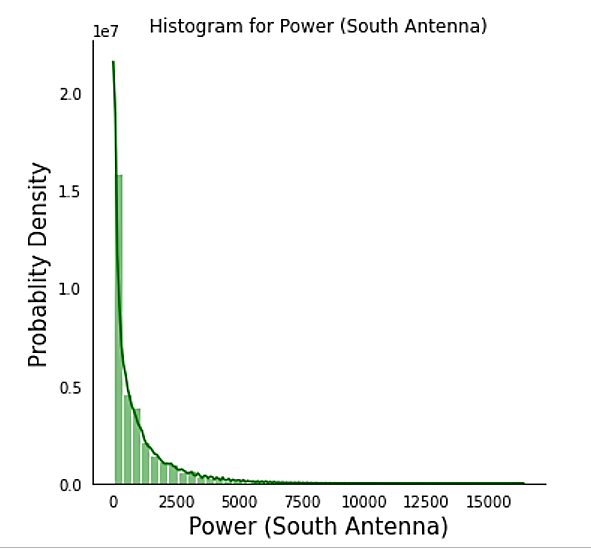 Histogram for Power (South Antenna)
1e7
2.0
1.5
1.0
0.5
0.0
Probablity Density
0 2500 5000 7500 10000 12500 15000
Power (South Antenna)